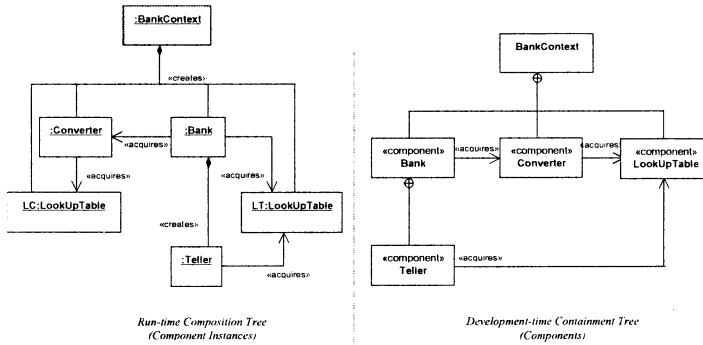 :BankContext
«creates»
:Converter
:Bank
«acquires»
«acquires»
«acquires»
LC:LookUpTable
LT:LookUpTable
«creates»
:Teller
«acquires»
Run-time Composition Tree
(Component Instances)
BankContext
«component»
Bank
«acquires»
«component»
Converter
«acquires»
«component»
LookUpTable
«component»
Teller
«acquires»
Development-time Containment Tree
(Components)